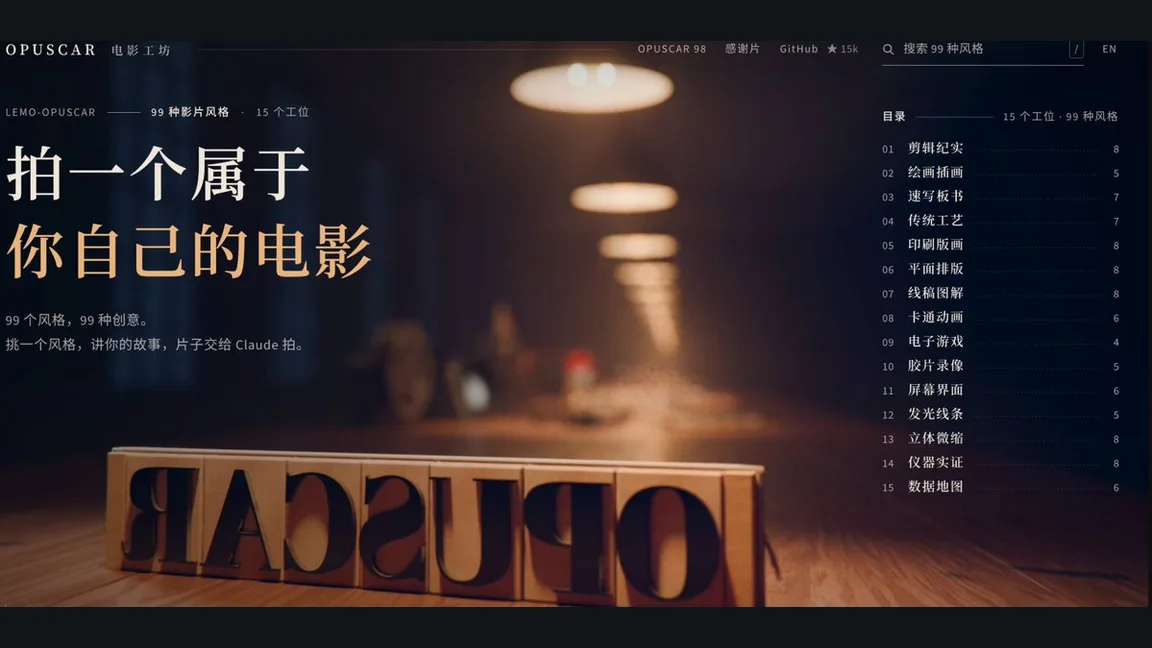 OPUSCAR 电影工坊
OPUSCAR 98 感谢片 GitHub ★ 15k 搜索 99 种风格 / EN
LEMO-OPUSCAR 99 种影片风格 · 15 个工位
拍一个属于
你自己的电影
99 个风格，99 种创意。
挑一个风格，讲你的故事，片子交给 Claude 拍。
目录 15 个工位 · 99 种风格
01 剪辑纪实 8
02 绘画插画 5
03 速写板书 7
04 传统工艺 7
05 印刷版画 8
06 平面排版 8
07 线稿图解 8
08 卡通动画 6
09 电子游戏 4
10 胶片录像 5
11 屏幕界面 6
12 发光线条 5
13 立体微缩 8
14 仪器实证 8
15 数据地图 6
OPUSCAR